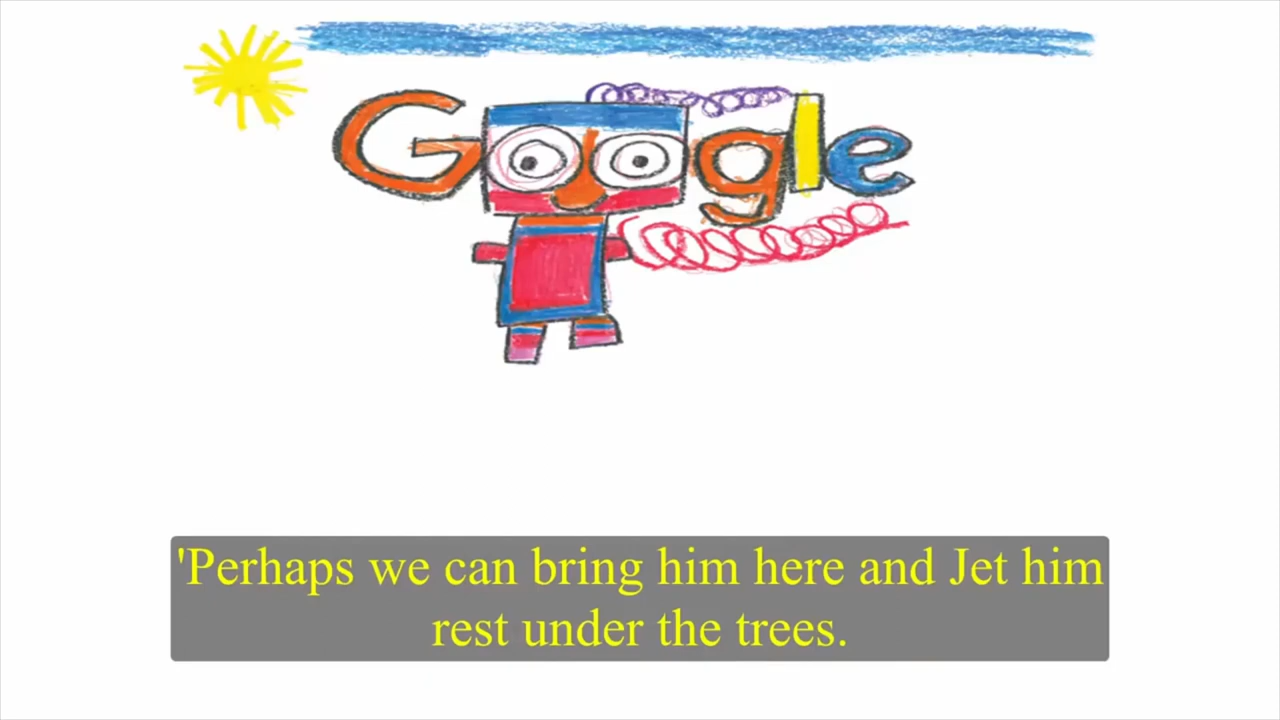 Google
'Perhaps we can bring him here and Jet him
rest under the trees.